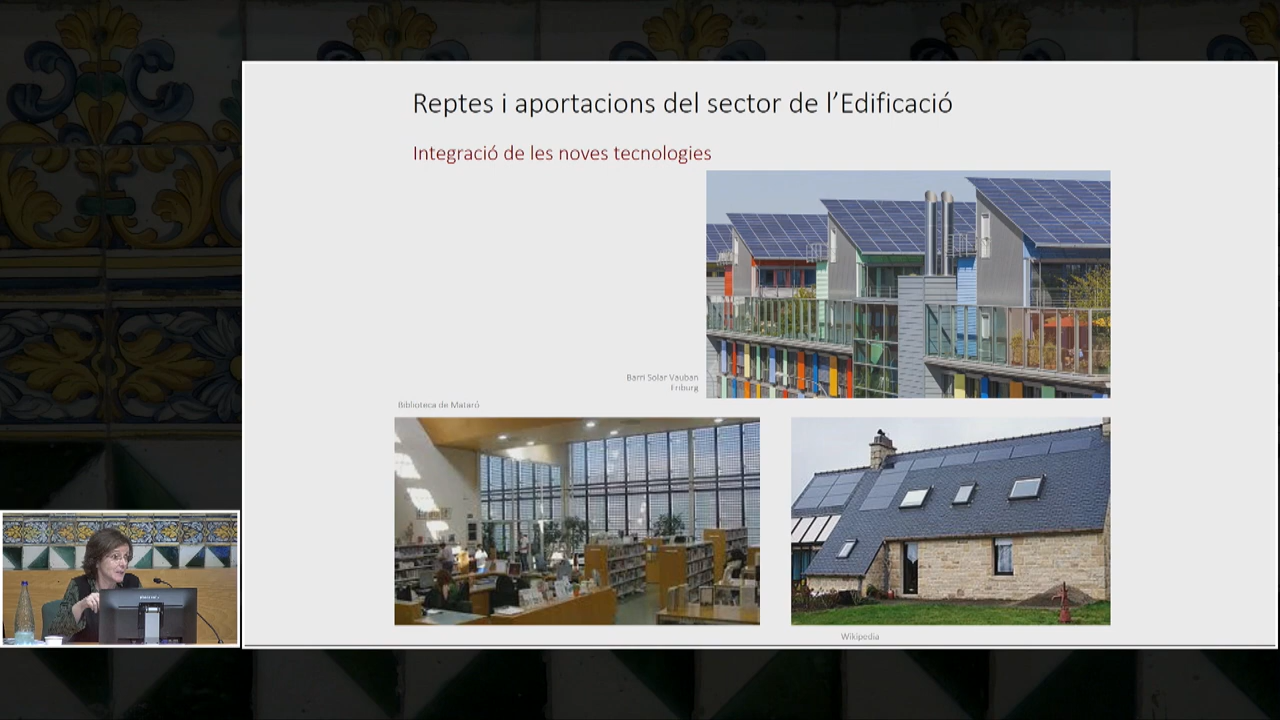 Reptes i aportacions del sector de l'Edificació
Integració de les noves tecnologies
Barri Solar Vauban
Friburg
Biblioteca de Mataró
Wikipedia